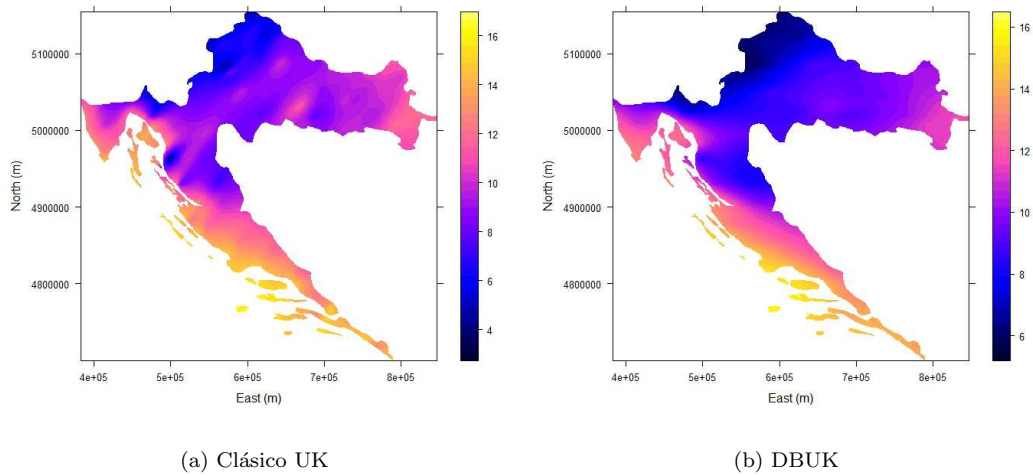 5100000
5000000
4900000
4800000
North (m)
4e+05 5e+05 6e+05 7e+05 8e+05
East (m)
16
14
12
10
8
6
4
(a) Clásico UK
5100000
5000000
4900000
4800000
North (m)
4e+05 5e+05 6e+05 7e+05 8e+05
East (m)
16
14
12
10
8
6
(b) DBUK